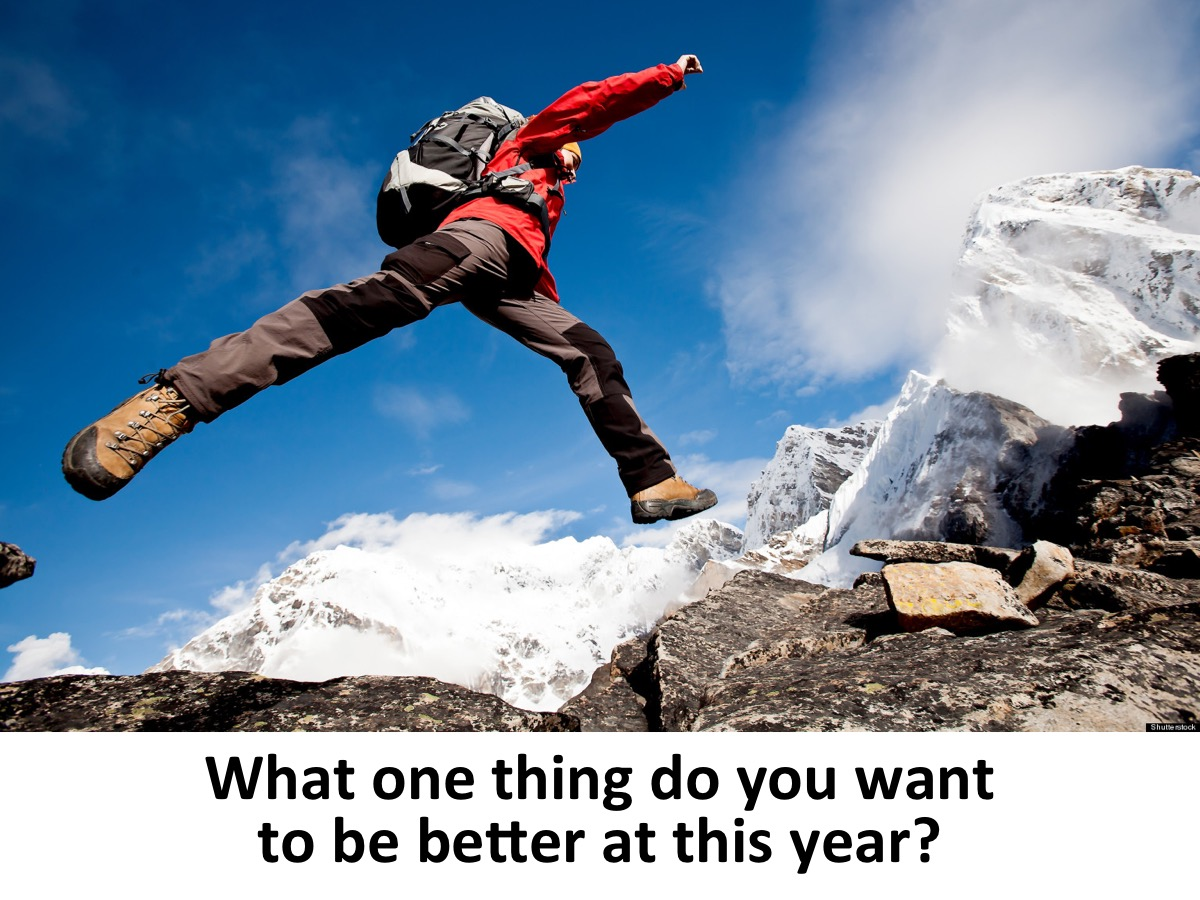 Shutterstock
What one thing do you want
to be better at this year?